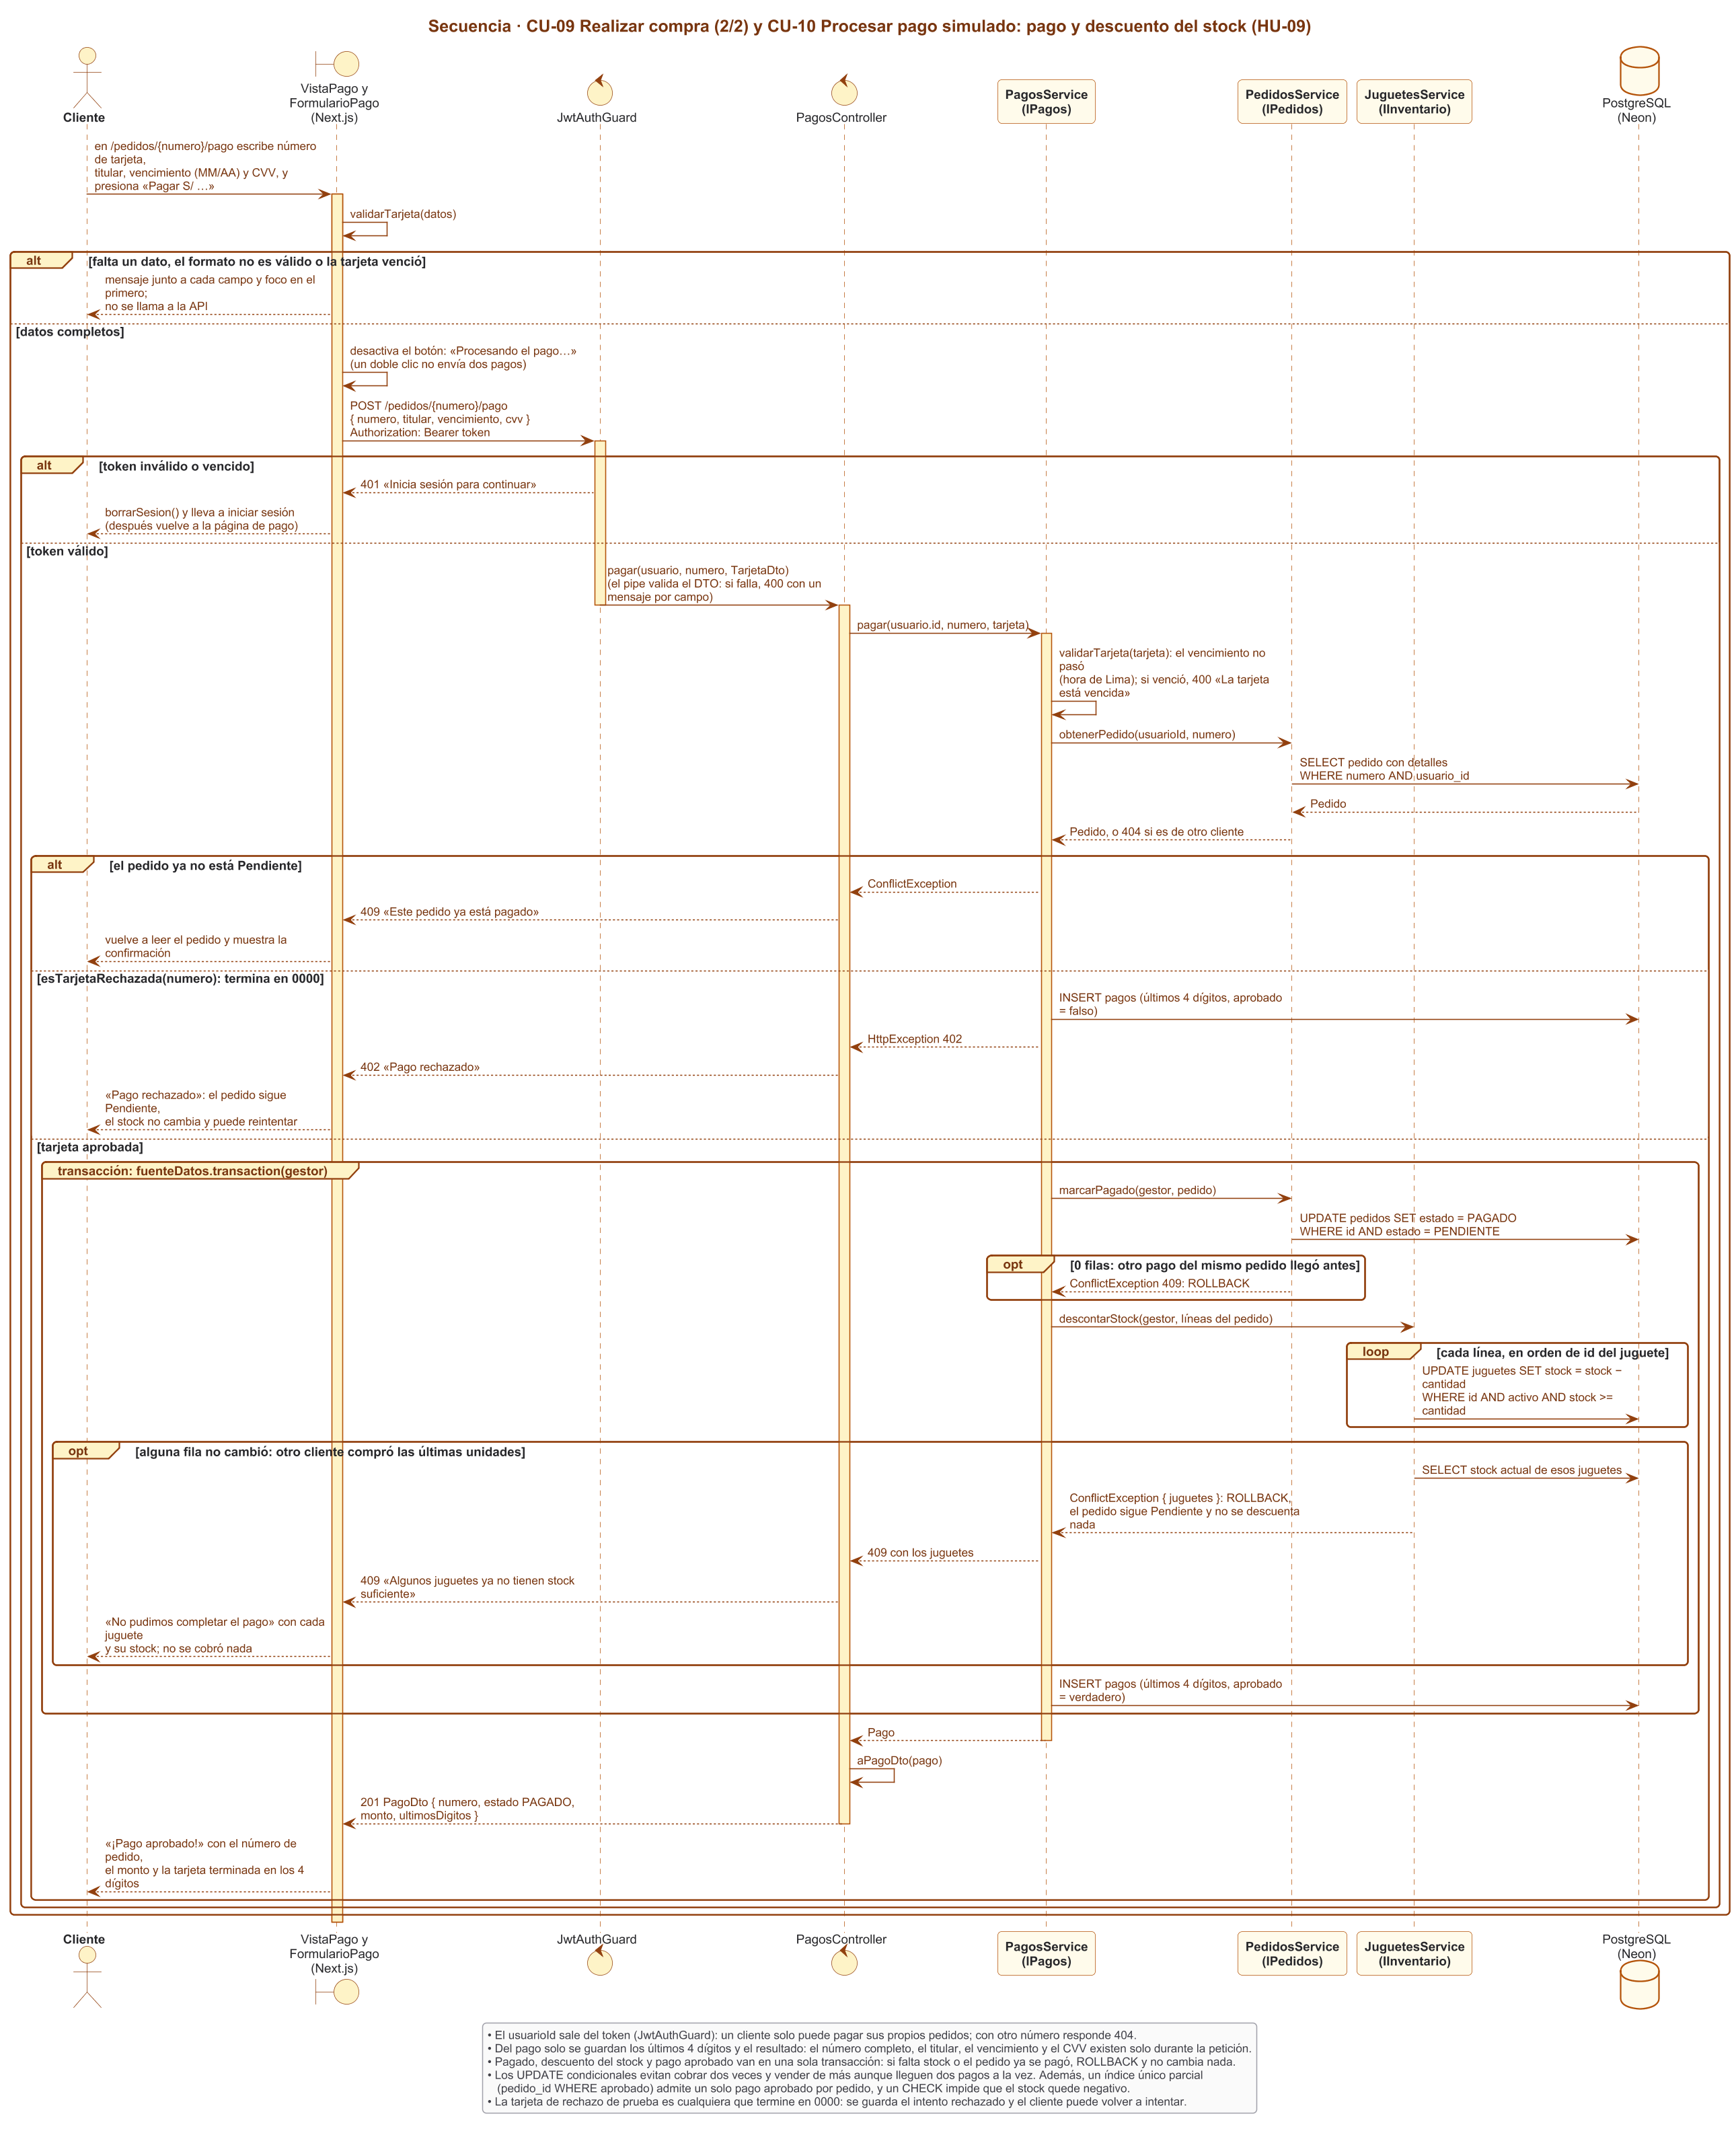 Secuencia · CU-09 Realizar compra (2/2) y CU-10 Procesar pago simulado: pago y descuento del stock (HU-09)
Cliente
VistaPago y
FormularioPago
(Next.js)
JwtAuthGuard
PagosController
PagosService
(IPagos)
PedidosService
(IPedidos)
JuguetesService
(IInventario)
PostgreSQL
(Neon)
en /pedidos/{numero}/pago escribe número
de tarjeta,
titular, vencimiento (MM/AA) y CVV, y
presiona «Pagar S/ …»
validarTarjeta(datos)
alt [falta un dato, el formato no es válido o la tarjeta venció]
mensaje junto a cada campo y foco en el
primero;
no se llama a la API
[datos completos]
desactiva el botón: «Procesando el pago…»
(un doble clic no envía dos pagos)
POST /pedidos/{numero}/pago
{ numero, titular, vencimiento, cvv }
Authorization: Bearer token
alt [token inválido o vencido]
401 «Inicia sesión para continuar»
borrarSesion() y lleva a iniciar sesión
(después vuelve a la página de pago)
[token válido]
pagar(usuario, numero, TarjetaDto)
(el pipe valida el DTO: si falla, 400 con un
mensaje por campo)
pagar(usuario.id, numero, tarjeta)
validarTarjeta(tarjeta): el vencimiento no
pasó
(hora de Lima); si venció, 400 «La tarjeta
está vencida»
obtenerPedido(usuarioId, numero)
SELECT pedido con detalles
WHERE numero AND usuario_id
Pedido
Pedido, o 404 si es de otro cliente
alt [el pedido ya no está Pendiente]
ConflictException
409 «Este pedido ya está pagado»
vuelve a leer el pedido y muestra la
confirmación
[esTarjetaRechazada(numero): termina en 0000]
INSERT pagos (últimos 4 dígitos, aprobado
= falso)
HttpException 402
402 «Pago rechazado»
«Pago rechazado»: el pedido sigue
Pendiente,
el stock no cambia y puede reintentar
[tarjeta aprobada]
transacción: fuenteDatos.transaction(gestor)
marcarPagado(gestor, pedido)
UPDATE pedidos SET estado = PAGADO
WHERE id AND estado = PENDIENTE
opt [0 filas: otro pago del mismo pedido llegó antes]
ConflictException 409: ROLLBACK
descontarStock(gestor, líneas del pedido)
loop [cada línea, en orden de id del juguete]
UPDATE juguetes SET stock = stock −
cantidad
WHERE id AND activo AND stock >=
cantidad
opt [alguna fila no cambió: otro cliente compró las últimas unidades]
SELECT stock actual de esos juguetes
ConflictException { juguetes }: ROLLBACK,
el pedido sigue Pendiente y no se descuenta
nada
409 con los juguetes
409 «Algunos juguetes ya no tienen stock
suficiente»
«No pudimos completar el pago» con cada
juguete
y su stock; no se cobró nada
INSERT pagos (últimos 4 dígitos, aprobado
= verdadero)
Pago
aPagoDto(pago)
201 PagoDto { numero, estado PAGADO,
monto, ultimosDigitos }
«¡Pago aprobado!» con el número de
pedido,
el monto y la tarjeta terminada en los 4
dígitos
Cliente
VistaPago y
FormularioPago
(Next.js)
JwtAuthGuard
PagosController
PagosService
(IPagos)
PedidosService
(IPedidos)
JuguetesService
(IInventario)
PostgreSQL
(Neon)
• El usuarioId sale del token (JwtAuthGuard): un cliente solo puede pagar sus propios pedidos; con otro número responde 404.
• Del pago solo se guardan los últimos 4 dígitos y el resultado: el número completo, el titular, el vencimiento y el CVV existen solo durante la petición.
• Pagado, descuento del stock y pago aprobado van en una sola transacción: si falta stock o el pedido ya se pagó, ROLLBACK y no cambia nada.
• Los UPDATE condicionales evitan cobrar dos veces y vender de más aunque lleguen dos pagos a la vez. Además, un índice único parcial
(pedido_id WHERE aprobado) admite un solo pago aprobado por pedido, y un CHECK impide que el stock quede negativo.
• La tarjeta de rechazo de prueba es cualquiera que termine en 0000: se guarda el intento rechazado y el cliente puede volver a intentar.